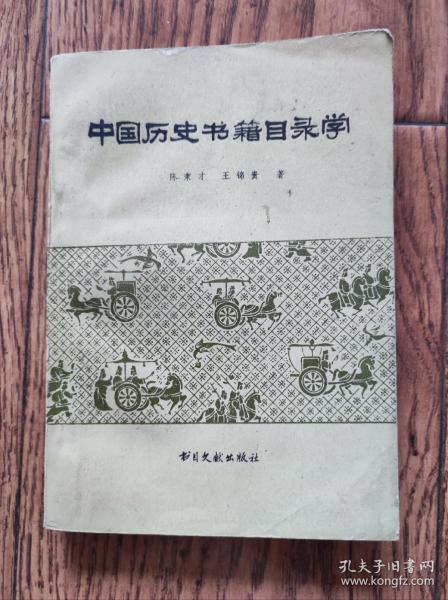 中国历史书籍目录学
陈秉才 王锦贵 著
书目文献出版社
孔夫子旧书网
www.kongfz.com